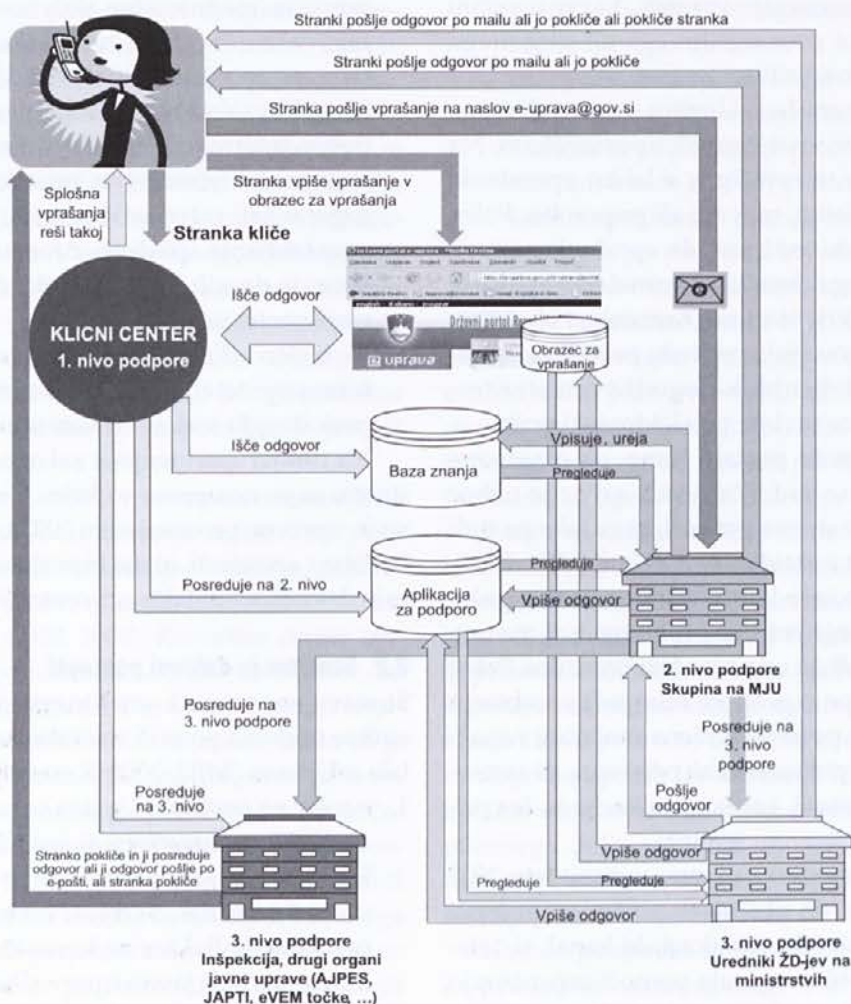 Stranki pošlje odgovor po mailu ali jo pokliče ali pokliče stranka
Stranki pošlje odgovor po mailu ali jo pokliče
Stranka pošlje vprašanje na naslov e-uprava@gov.si
Stranka vpiše vprašanje v
obrazec za vprašanja
Splošna
vprašanja
reši takoj
Stranka kliče
KLICNI CENTER
1. nivo podpore
Išče odgovor
Državni portal
uprava
Obrazec za
vprašanje
Išče odgovor
Baza znanja
Vpisuje, ureja
Pregleduje
Posreduje na 2. nivo
Aplikacija
za podporo
Pregleduje
Vpiše odgovor
2. nivo podpore
Skupina na MJU
Posreduje na
3. nivo podpore
Posreduje
na 3. nivo
Posreduje
na 3. nivo
podpore
Pošlje
odgovor
Stranko pokliče in ji posreduje
odgovor ali ji odgovor pošlje po
e-pošti, ali stranka pokliče
Vpiše odgovor
Pregleduje
Pregleduje
Vpiše odgovor
3. nivo podpore
Inšpekcija, drugi organi
javne uprave (AJPES,
JAPTI, eVEM točke, ...)
3. nivo podpore
Uredniki ŽD-jev na
ministrstvih